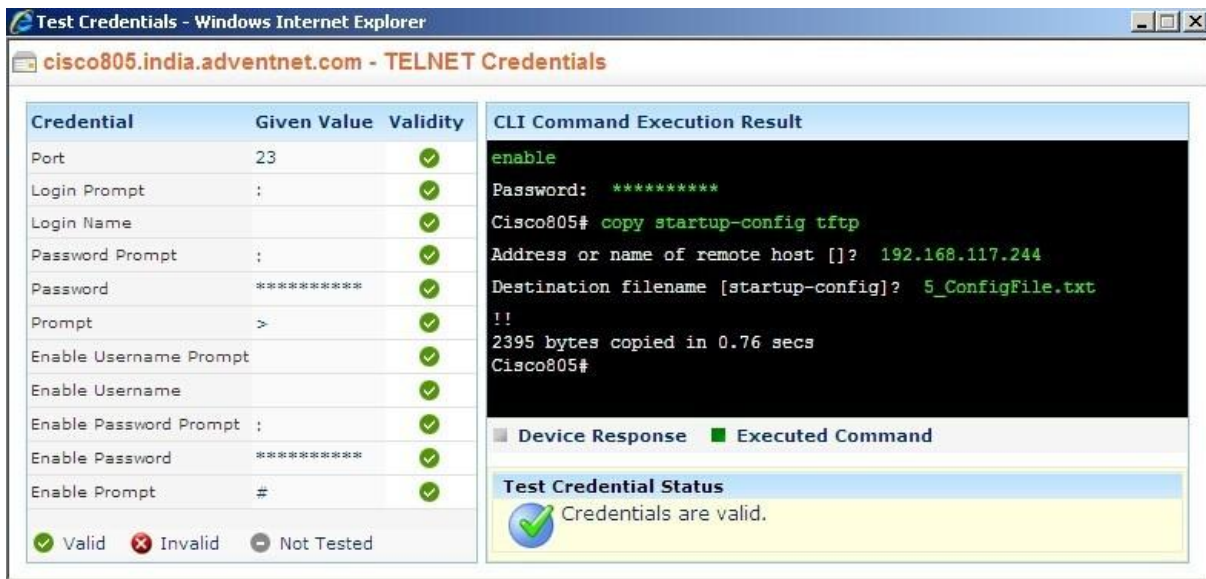 Test Credentials - Windows Internet Explorer
cisco805.india.adventnet.com - TELNET Credentials
Credential Given Value Validity
Port 23
Login Prompt :
Login Name
Password Prompt :
Password **********
Prompt >
Enable Username Prompt
Enable Username
Enable Password Prompt :
Enable Password **********
Enable Prompt #
Valid Invalid Not Tested
CLI Command Execution Result
enable
Password: **********
Cisco805# copy startup-config tftp
Address or name of remote host []? 192.168.117.244
Destination filename [startup-config]? 5_ConfigFile.txt
!!
2395 bytes copied in 0.76 secs
Cisco805#
Device Response Executed Command
Test Credential Status
Credentials are valid.